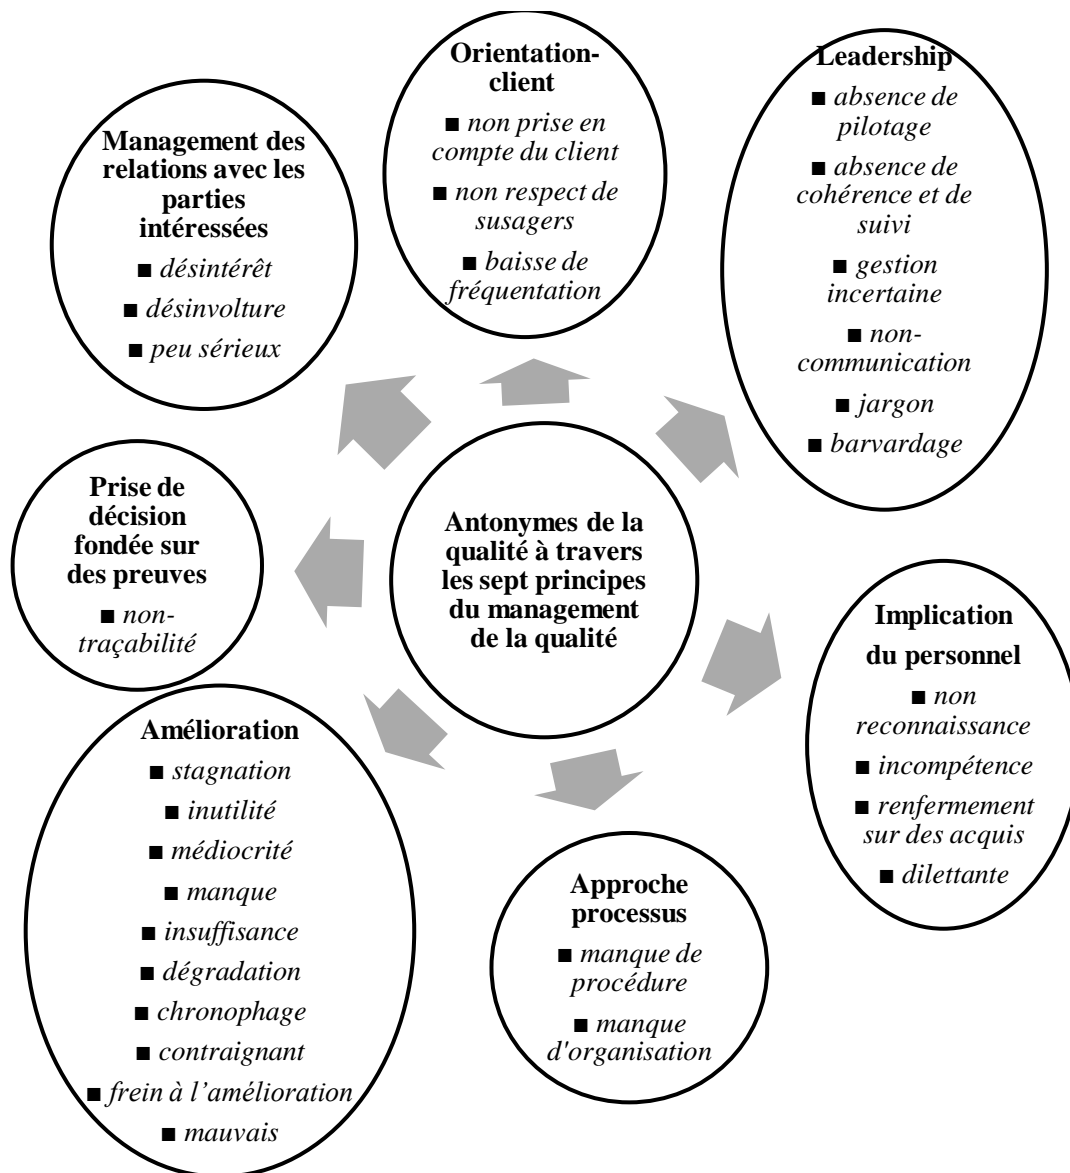 Orientation-
client
■ non prise en
compte du client
■ non respect de
susagers
■ baisse de
fréquentation
Leadership
■ absence de
pilotage
■ absence de
cohérence et de
suivi
■ gestion
incertaine
■ non-
communication
■ jargon
■ barvardage
Implication
du personnel
■ non
reconnaissance
■ incompétence
■ renfermement
sur des acquis
■ dilettante
Approche
processus
■ manque de
procédure
■ manque
d'organisation
Amélioration
■ stagnation
■ inutilité
■ médiocrité
■ manque
■ insuffisance
■ dégradation
■ chronophage
■ contraignant
■ frein à l’amélioration
■ mauvais
Prise de
décision
fondée sur
des preuves
■ non-
traçabilité
Management des
relations avec les
parties
intéressées
■ désintérêt
■ désinvolture
■ peu sérieux
Antonymes de la
qualité à travers
les sept principes
du management
de la qualité